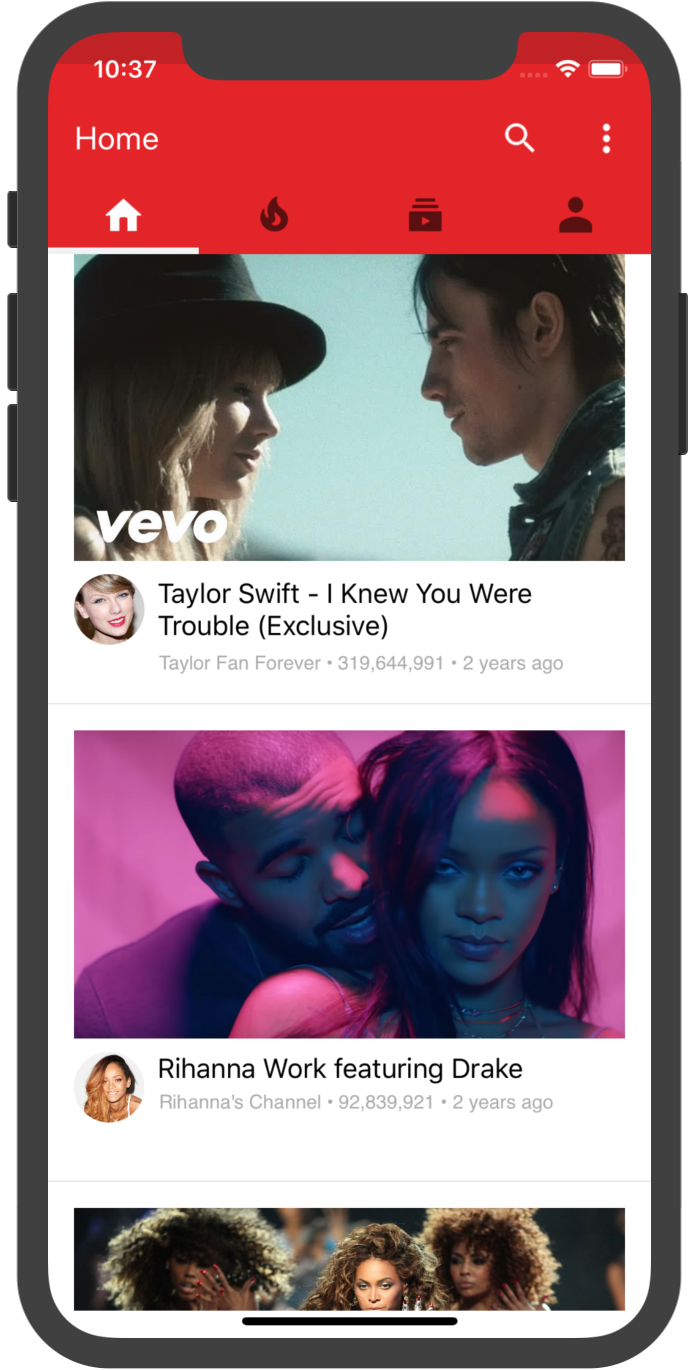 10:37
Home
vevo
Taylor Swift - I Knew You Were
Trouble (Exclusive)
Taylor Fan Forever • 319,644,991 • 2 years ago
Rihanna Work featuring Drake
Rihanna's Channel • 92,839,921 • 2 years ago